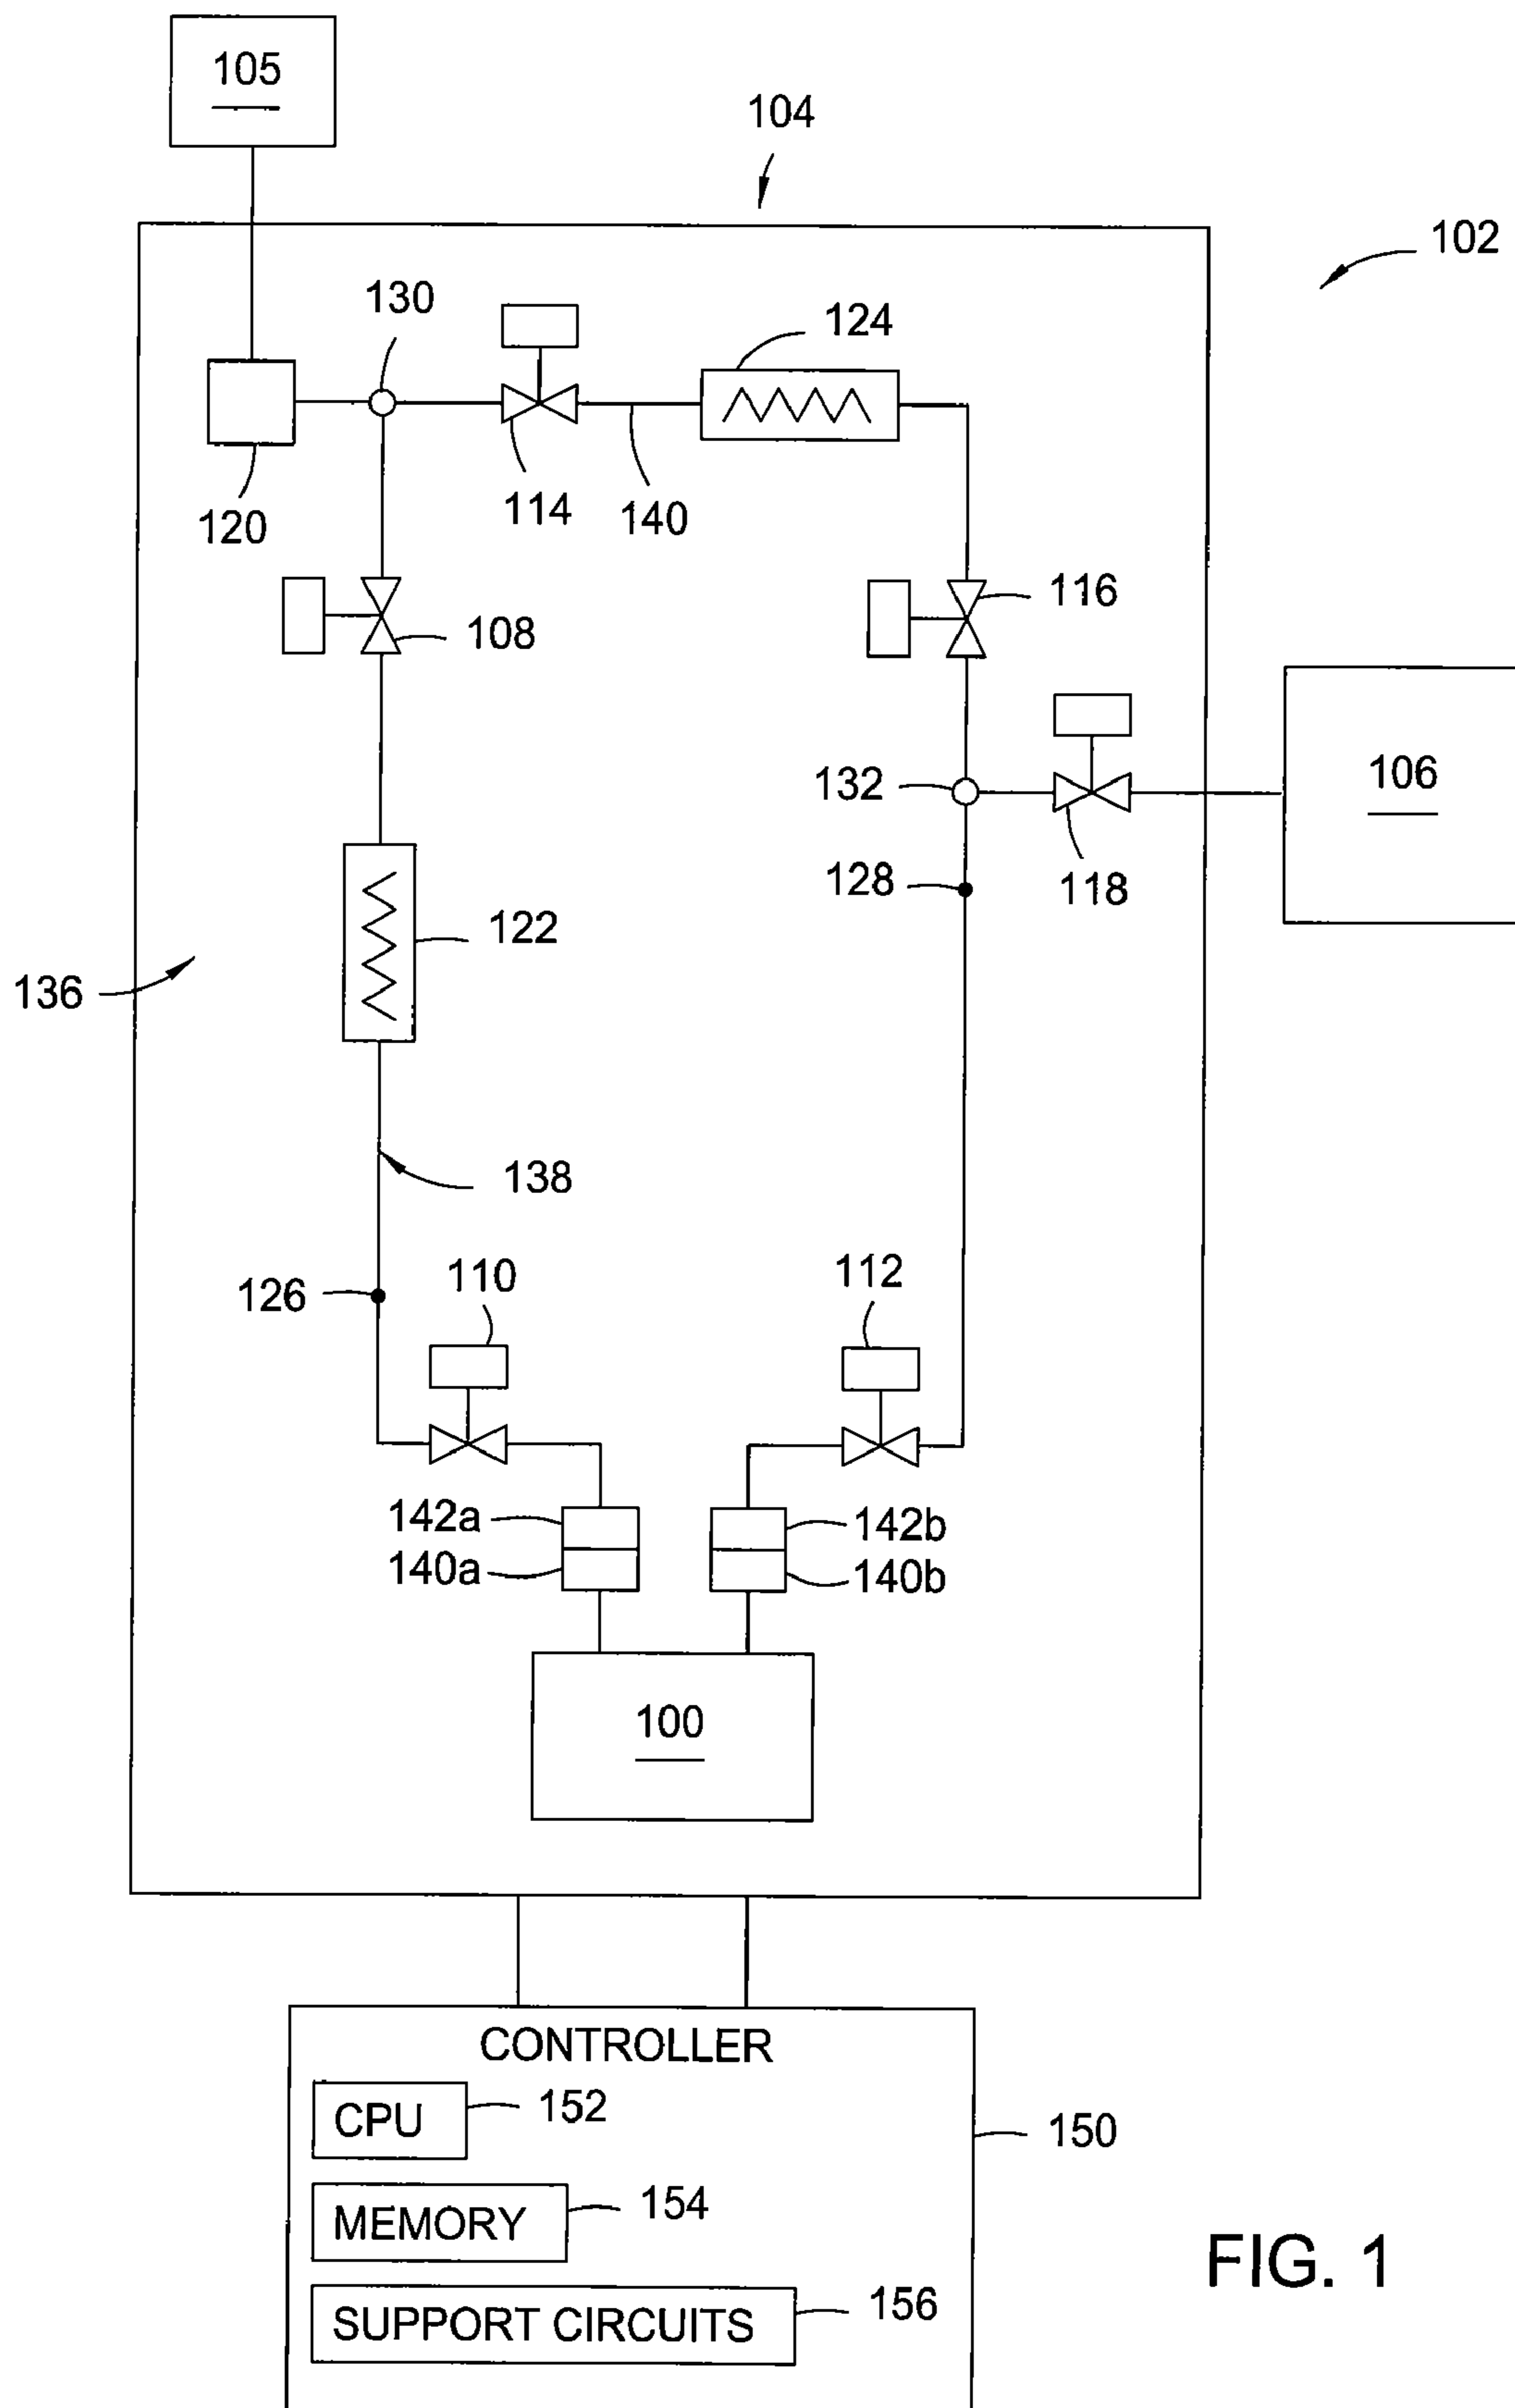 105
104
102
130
124
120
114
140
116
108
132
106
128
118
122
136
138
126
110
112
142a
142b
140a
140b
100
CONTROLLER
CPU
152
150
MEMORY
154
SUPPORT CIRCUITS
156
FIG. 1